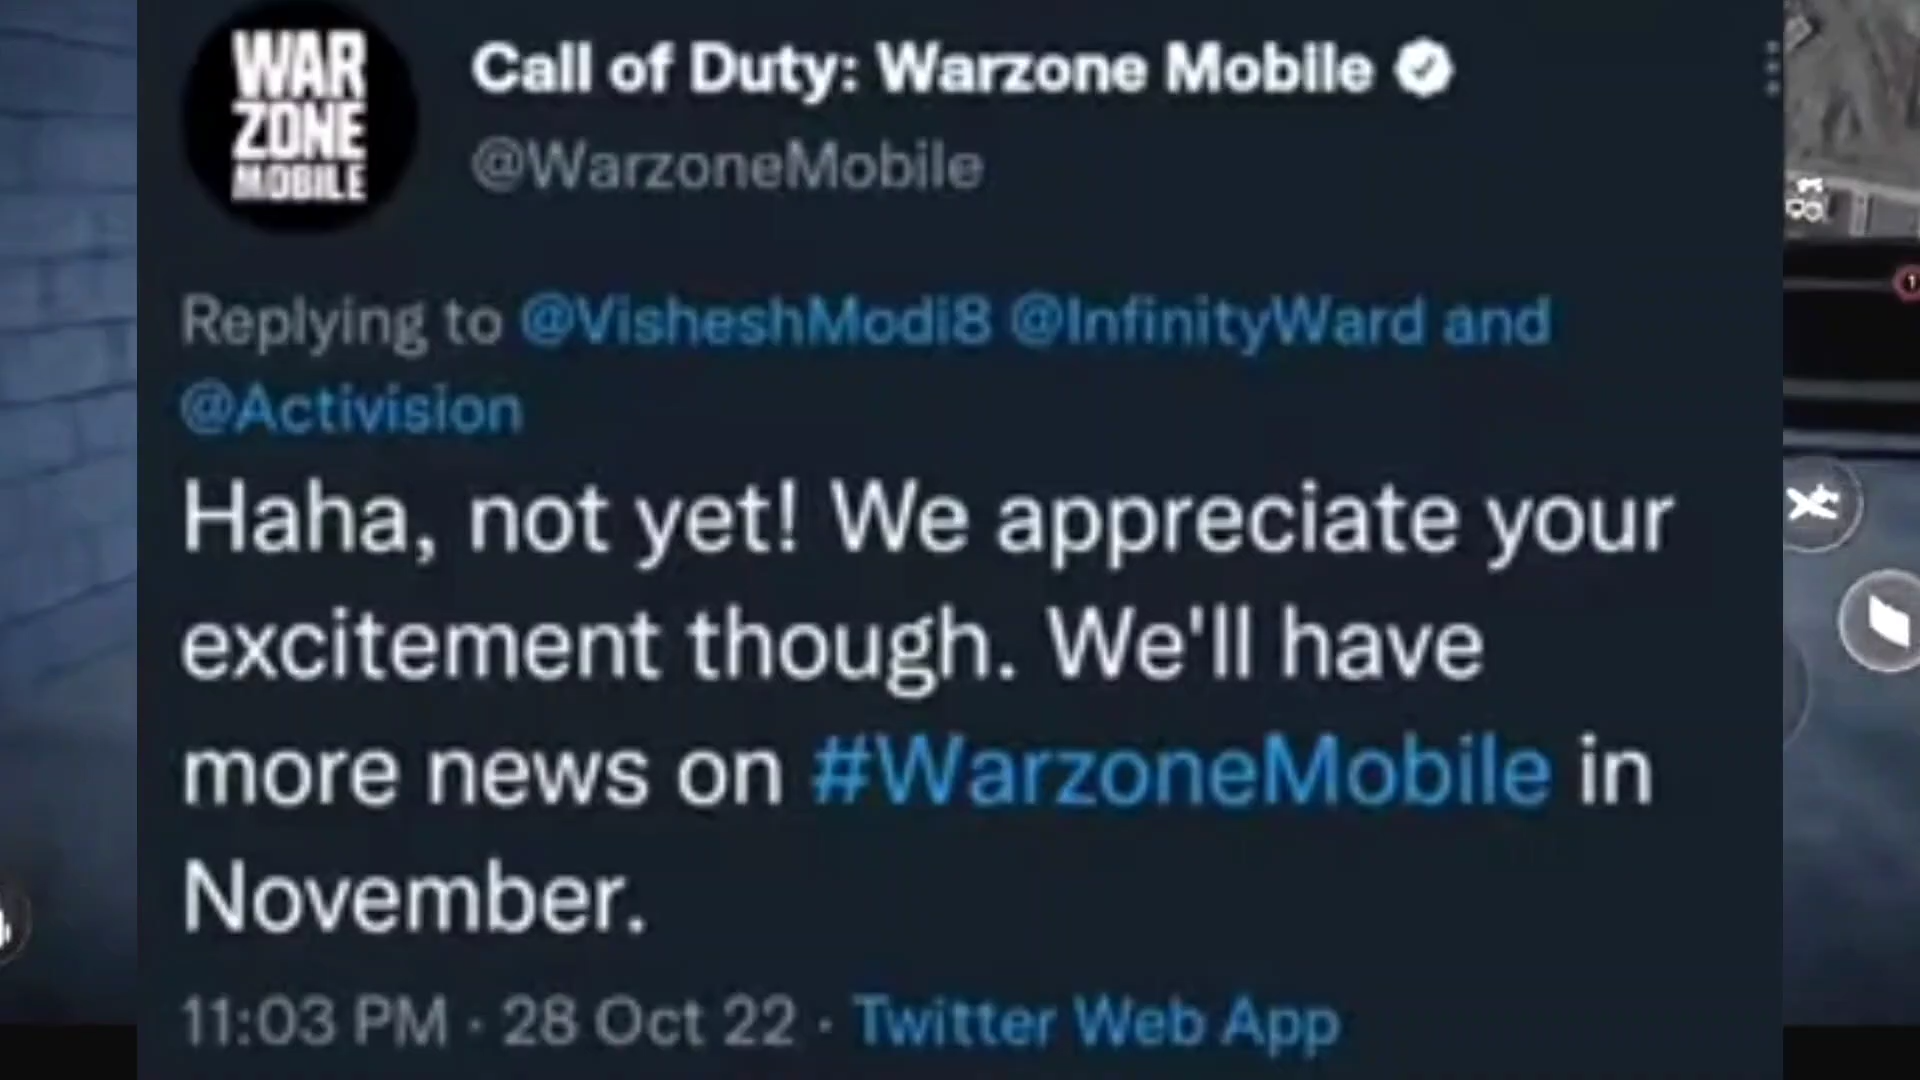 WAR
ZONE
MOBILE
Call of Duty: Warzone Mobile
@WarzoneMobile
Replying to @VisheshModi8 @InfinityWard and
@Activision
Haha, not yet! We appreciate your
excitement though. We'll have
more news on #WarzoneMobile in
November.
11:03 PM · 28 Oct 22 · Twitter Web App
1